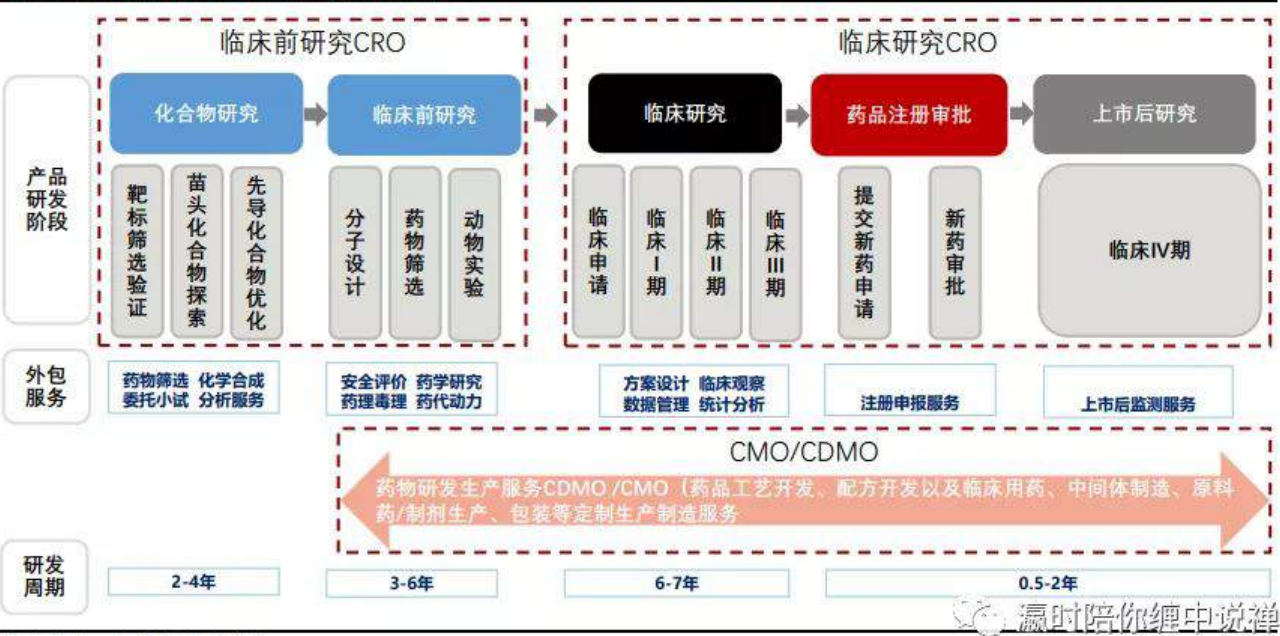 临床前研究CRO
临床研究CRO
产品
研发
阶段
化合物研究
临床前研究
临床研究
药品注册审批
上市后研究
靶标筛选验证
苗头化合物探索
先导化合物优化
分子设计
药物筛选
动物实验
临床申请
临床I期
临床II期
临床III期
提交新药申请
新药审批
临床IV期
外包
服务
药物筛选 化学合成
委托小试 分析服务
安全评价 药学研究
药理毒理 药代动力
方案设计 临床观察
数据管理 统计分析
注册申报服务
上市后监测服务
CMO/CDMO
药物研发生产服务CDMO /CMO（药品工艺开发、配方开发以及临床用药、中间体制造、原料
药/制剂生产、包装等定制生产制造服务
研发
周期
2-4年
3-6年
6-7年
0.5-2年
瀛时陪你缠中说禅